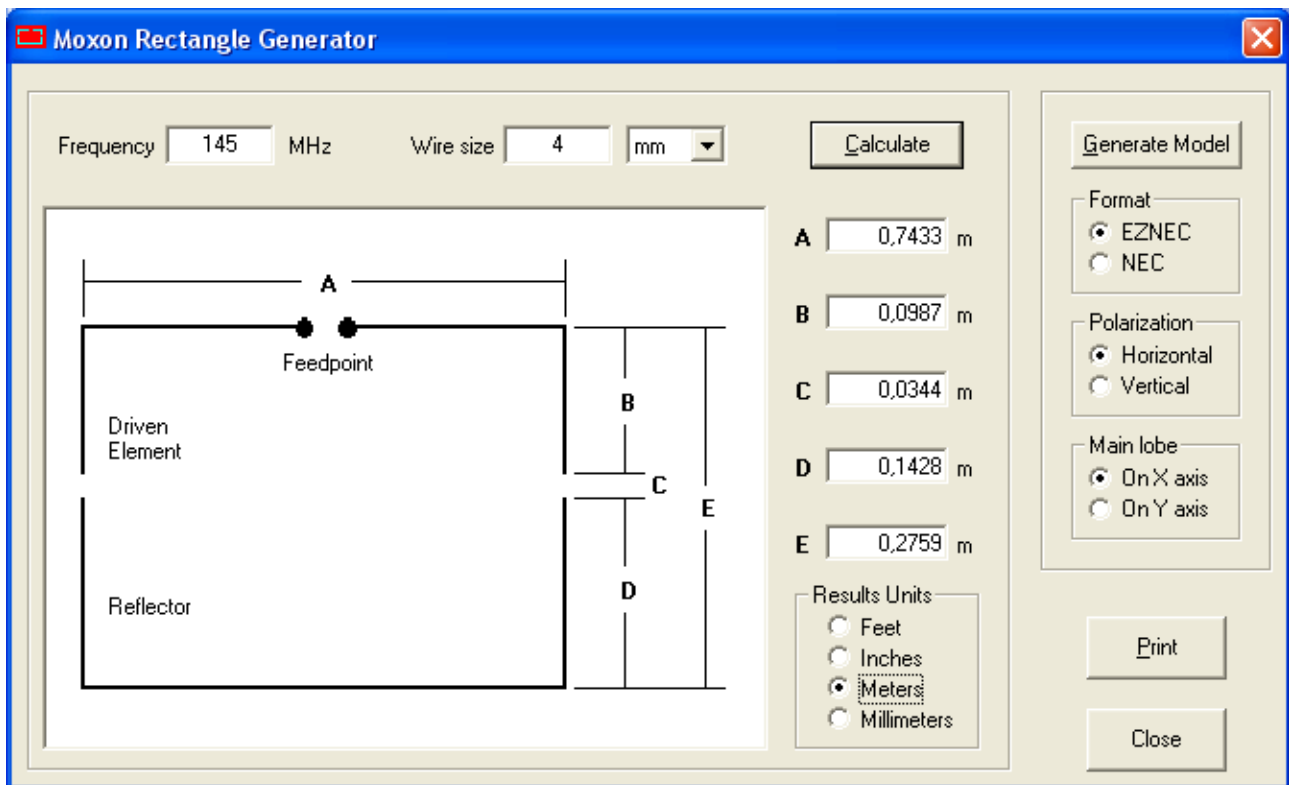 Moxon Rectangle Generator
Frequency 145 MHz Wire size 4 mm Calculate
A
Feedpoint
Driven
Element
B
C
E
Reflector
D
A 0,7433 m
B 0,0987 m
C 0,0344 m
D 0,1428 m
E 0,2759 m
Results Units
Feet
Inches
Meters
Millimeters
Generate Model
Format
EZNEC
NEC
Polarization
Horizontal
Vertical
Main lobe
On X axis
On Y axis
Print
Close